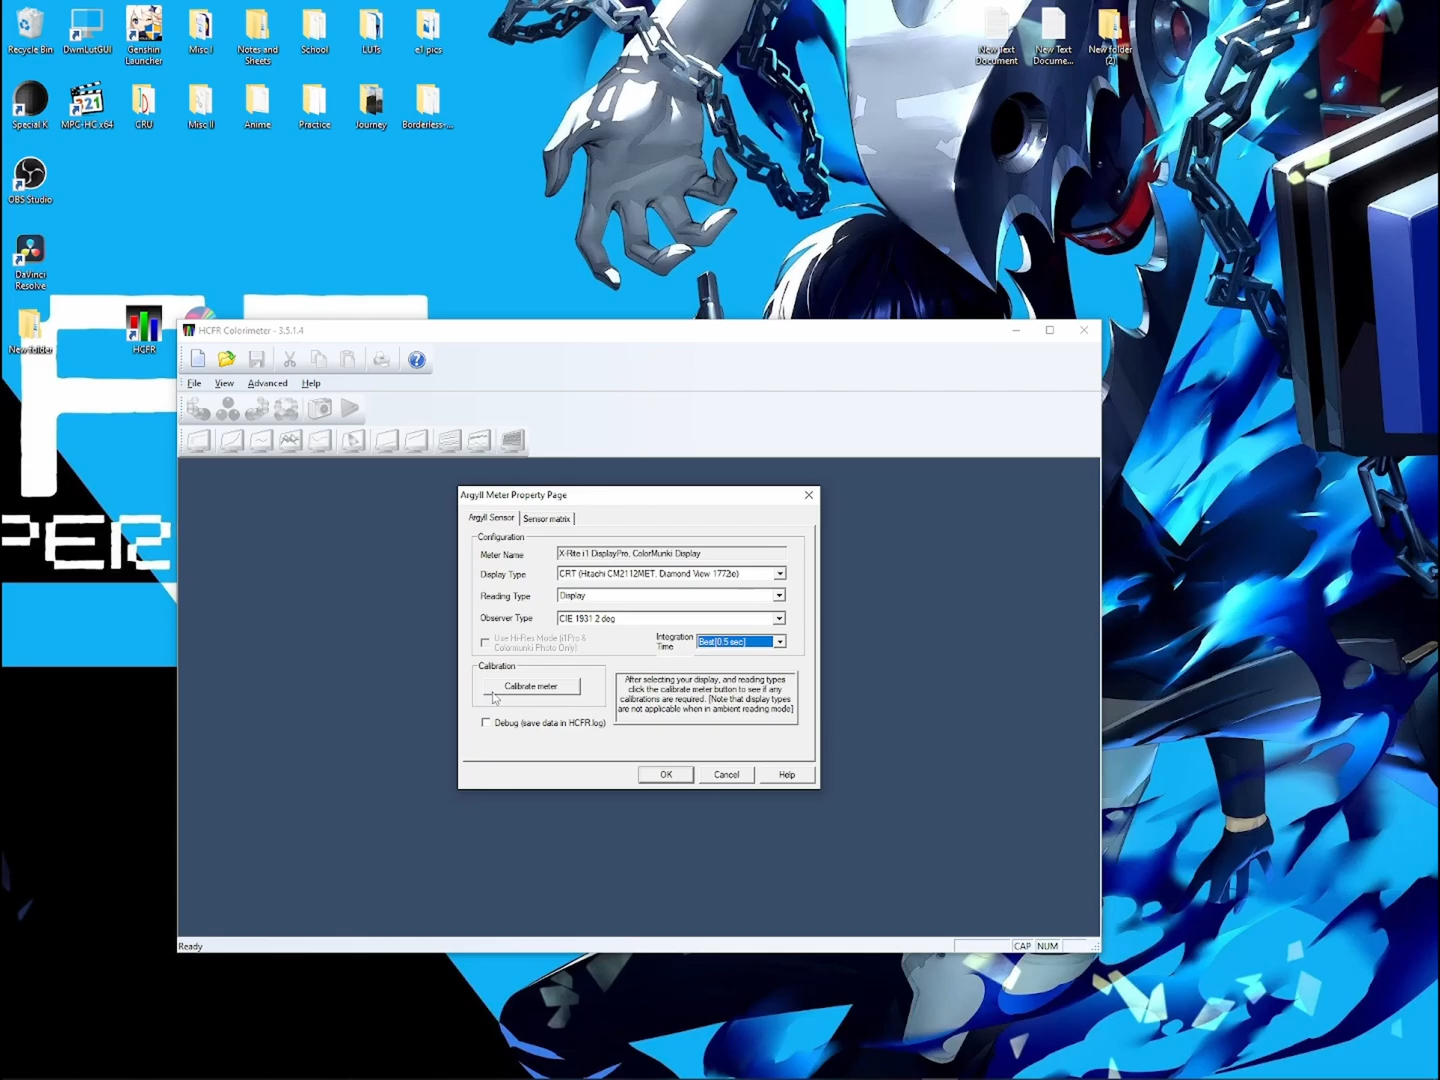 Recycle Bin
DwmLutGUI
Genshin
Launcher
Misc I
Notes and
Sheets
School
LUTs
e1 pics
New Text
Document
New Text
Docume...
New folder
(2)
Special K
MPC-HC x64
CRU
Misc II
Anime
Practice
Journey
Borderless-...
OBS Studio
DaVinci
Resolve
New folder
HCFR
PER
HCFR Colorimeter - 3.5.1.4
File View Advanced Help
Argyll Meter Property Page
Argyll Sensor Sensor matrix
Configuration
Meter Name X-Rite i1 DisplayPro, ColorMunki Display
Display Type CRT (Hitachi CM2112MET, Diamond View 1772ie)
Reading Type Display
Observer Type CIE 1931 2 deg
Use Hi-Res Mode (i1Pro &
Colormunki Photo Only)
Integration
Time
Best[0.5 sec]
Calibration
Calibrate meter
After selecting your display, and reading types
click the calibrate meter button to see if any
calibrations are required. [Note that display types
are not applicable when in ambient reading mode]
Debug (save data in HCFR.log)
OK Cancel Help
Ready
CAP NUM